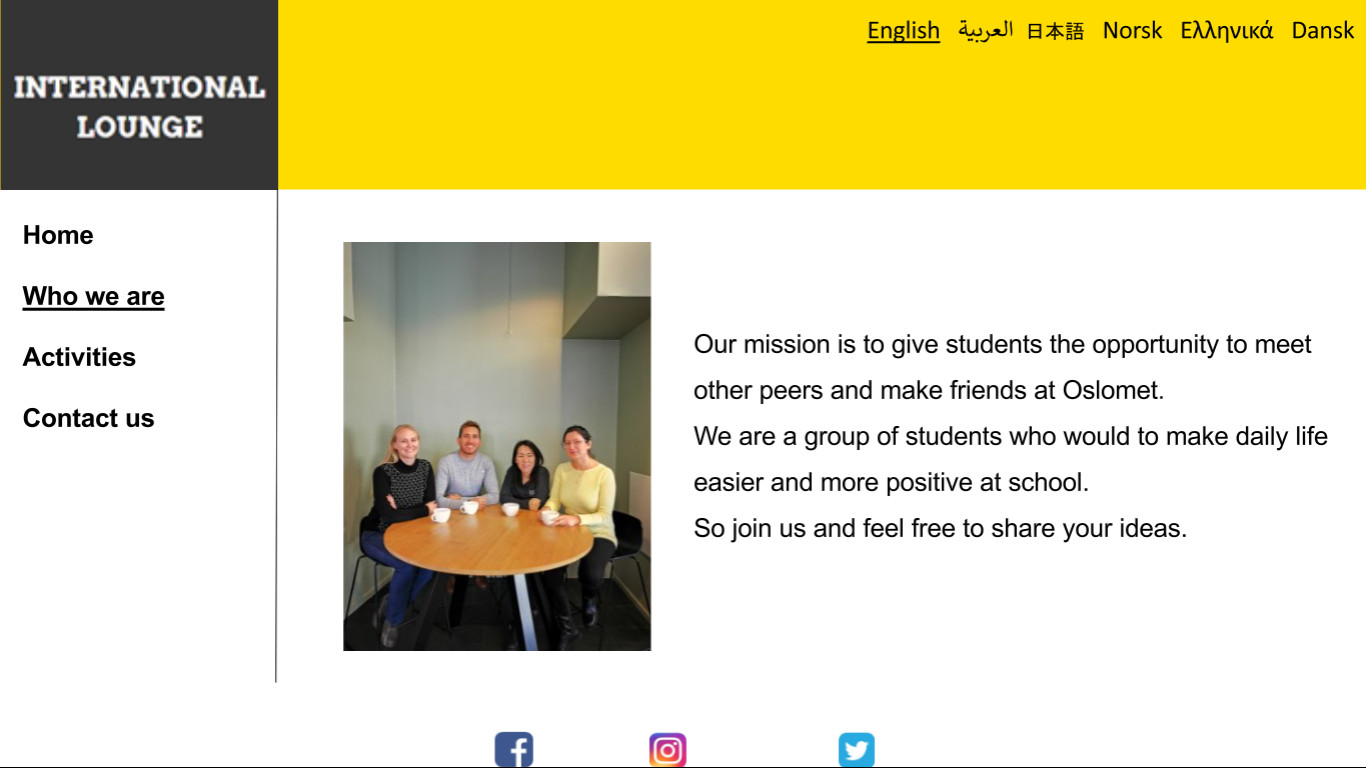 English العربية 日本語 Norsk Ελληνικά Dansk
INTERNATIONAL
LOUNGE
Home
Who we are
Activities
Contact us
Our mission is to give students the opportunity to meet
other peers and make friends at Oslomet.
We are a group of students who would to make daily life
easier and more positive at school.
So join us and feel free to share your ideas.